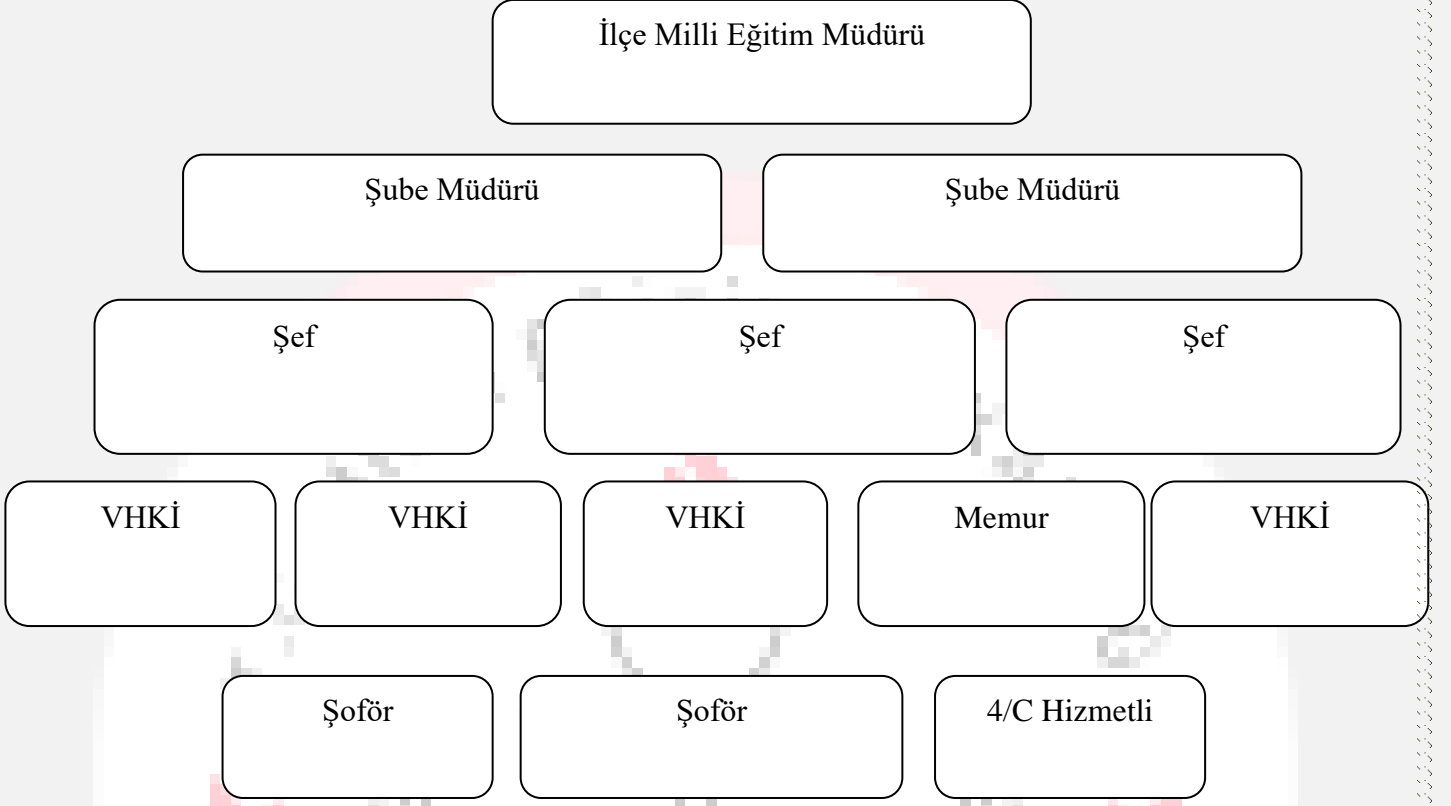 İlçe Milli Eğitim Müdürü
Şube Müdürü Şube Müdürü
Şef Şef Şef
VHKİ VHKİ VHKİ Memur VHKİ
Şoför Şoför 4/C Hizmetli